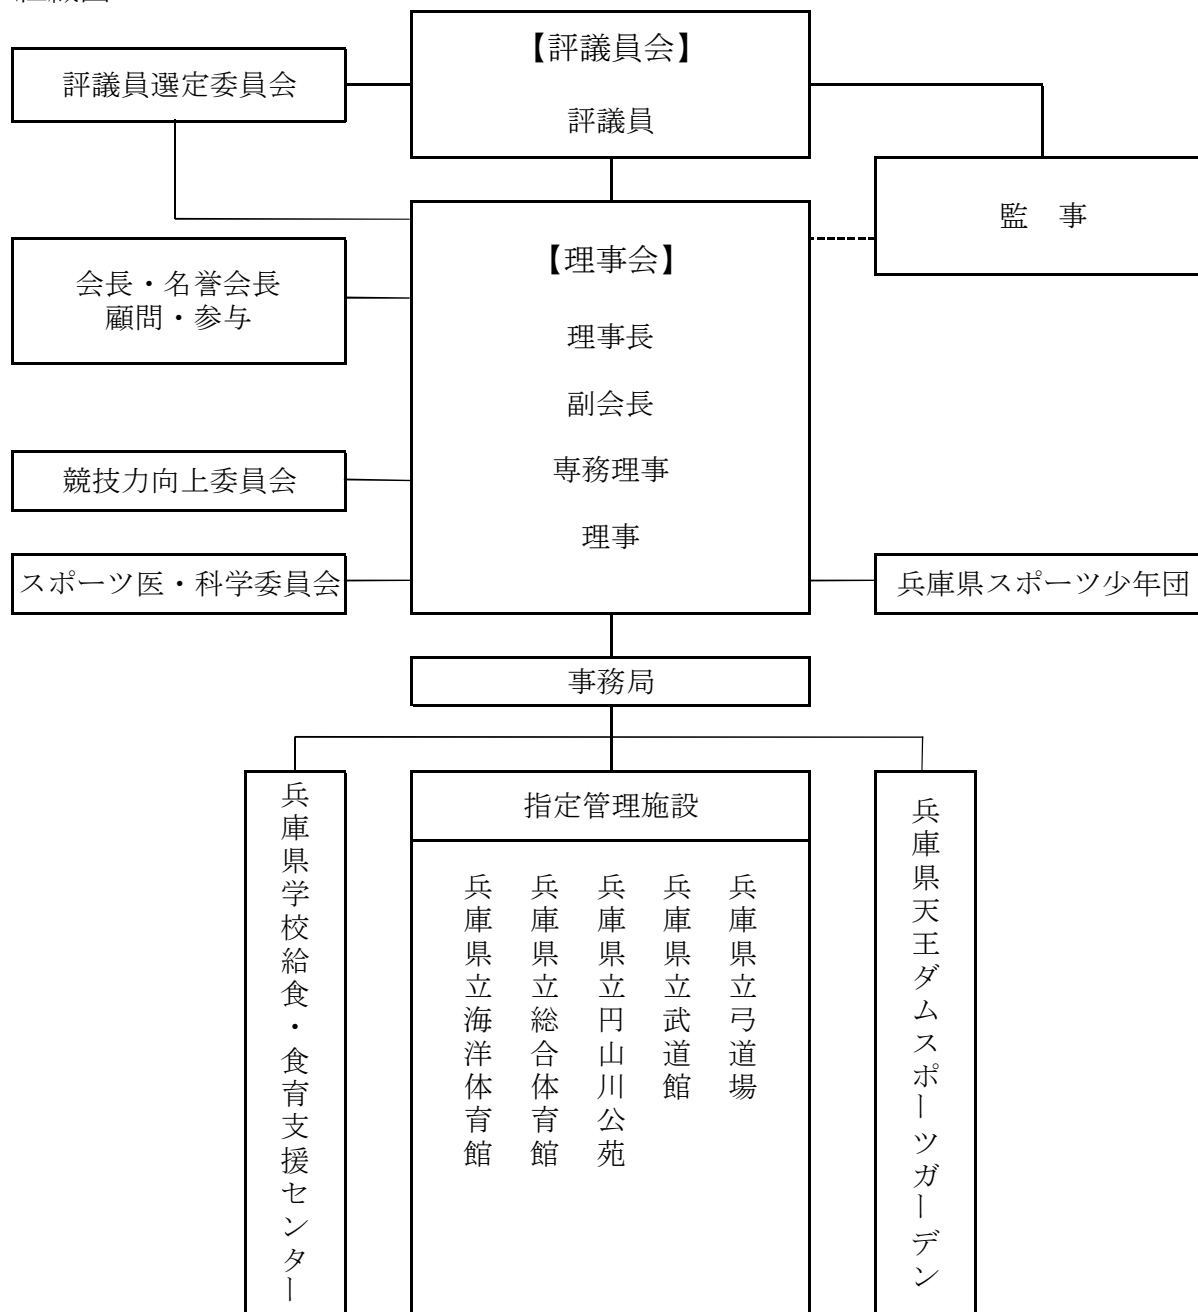 【評議員会】
評議員
評議員選定委員会
監　事
【理事会】
理事長
副会長
専務理事
理事
会長・名誉会長
顧問・参与
競技力向上委員会
スポーツ医・科学委員会
兵庫県スポーツ少年団
事務局
兵庫県学校給食・食育支援センター
指定管理施設
兵庫県立海洋体育館
兵庫県立総合体育館
兵庫県立円山川公苑
兵庫県立武道館
兵庫県立弓道場
兵庫県天王ダムスポーツガーデン